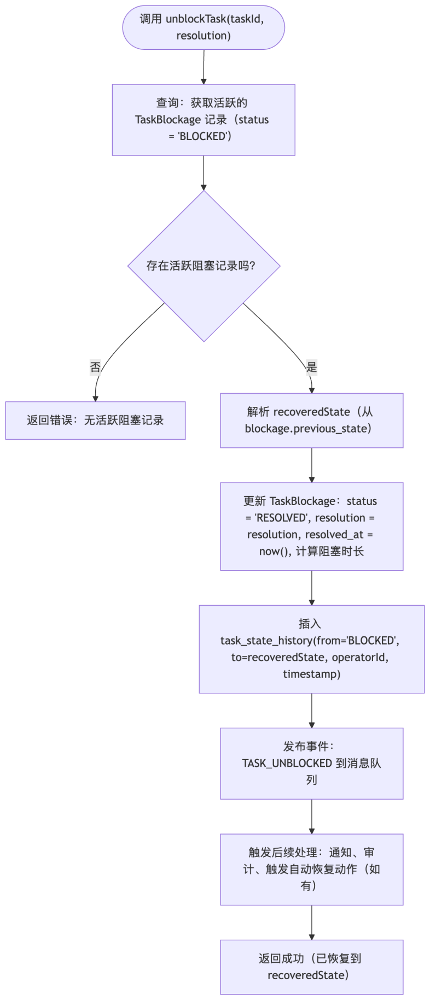 调用 unblockTask(taskId,
resolution)
查询：获取活跃的
TaskBlockage 记录（status
= 'BLOCKED'）
存在活跃阻塞记录吗？
否
是
返回错误：无活跃阻塞记录
解析 recoveredState（从
blockage.previous_state）
更新 TaskBlockage：status
= 'RESOLVED', resolution =
resolution, resolved_at =
now(), 计算阻塞时长
插入
task_state_history(from='BLOCKED',
to=recoveredState, operatorId,
timestamp)
发布事件：
TASK_UNBLOCKED 到消息队
列
触发后续处理：通知、审
计、触发自动恢复动作（如
有）
返回成功（已恢复到
recoveredState）